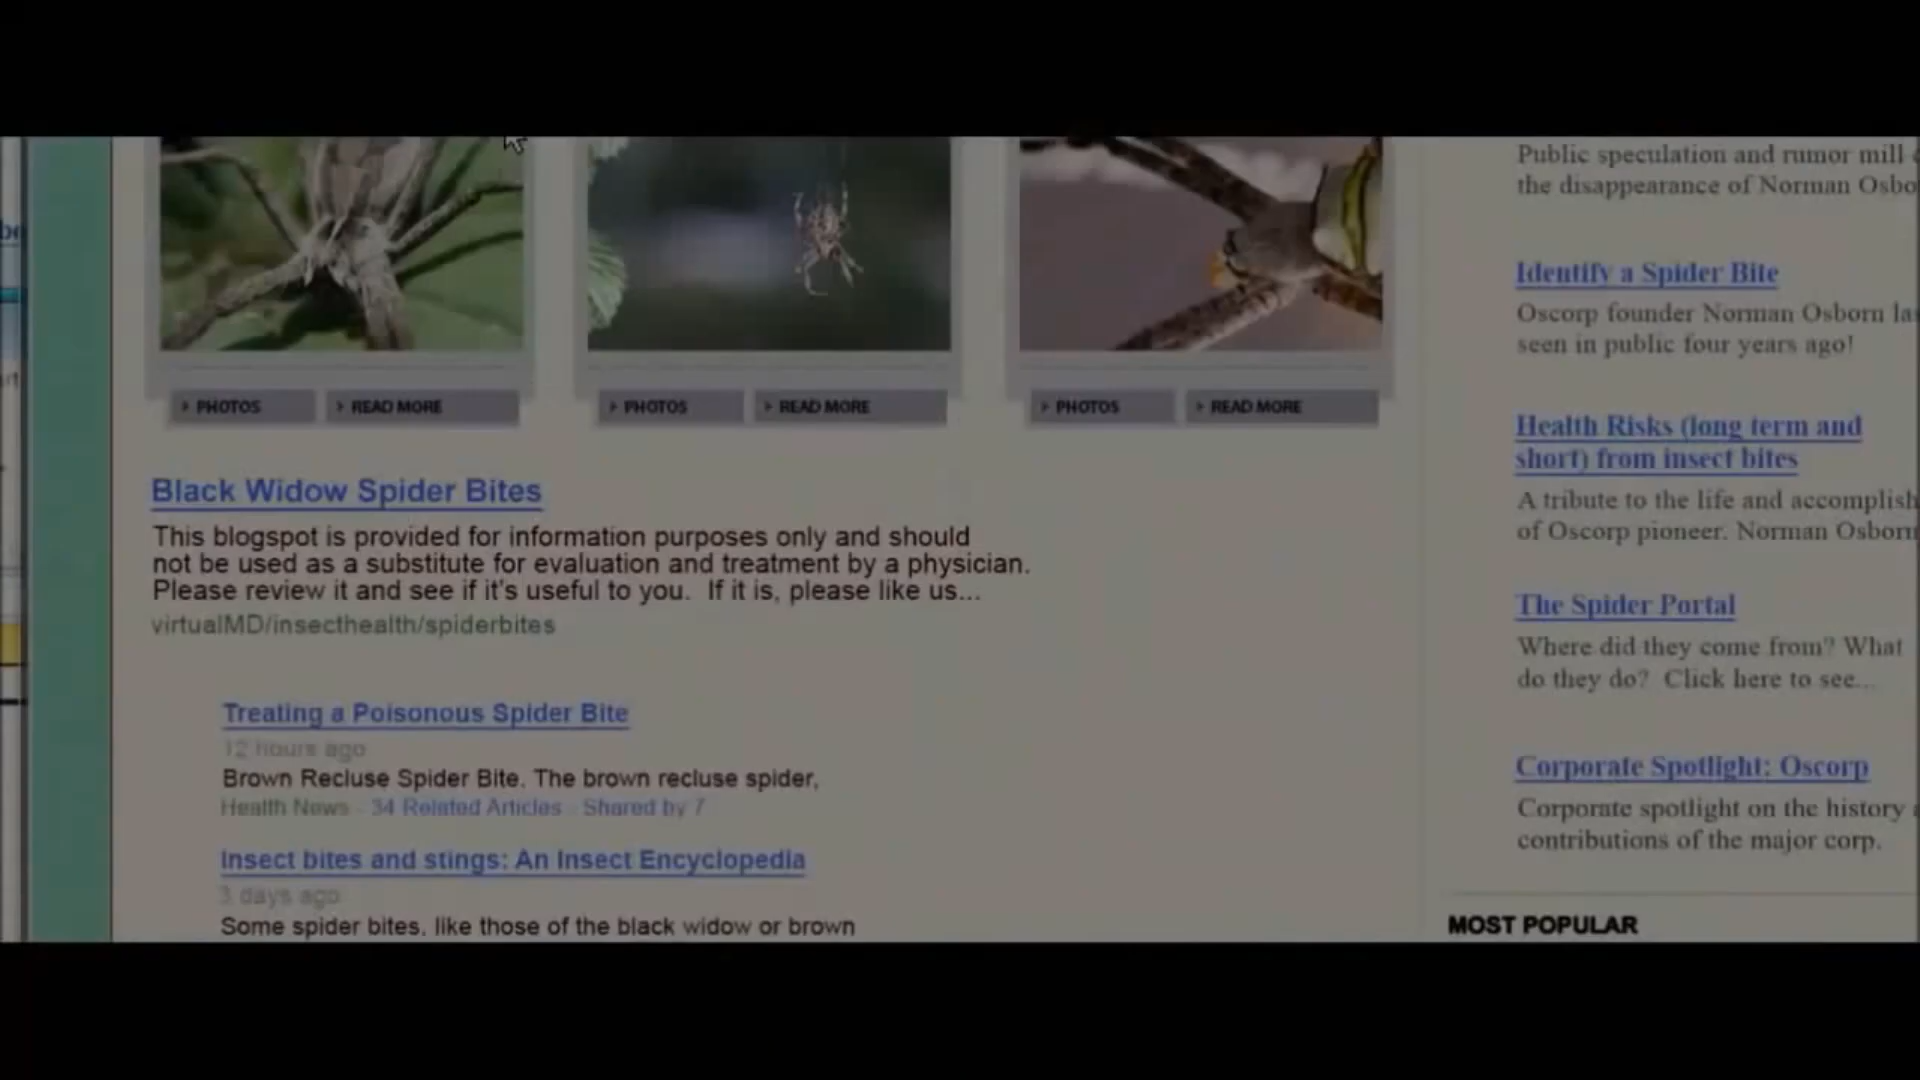 PHOTOS
READ MORE
PHOTOS
READ MORE
PHOTOS
READ MORE
Black Widow Spider Bites
This blogspot is provided for information purposes only and should
not be used as a substitute for evaluation and treatment by a physician.
Please review it and see if it's useful to you. If it is, please like us...
virtualMD/insecthealth/spiderbites
Treating a Poisonous Spider Bite
12 hours ago
Brown Recluse Spider Bite. The brown recluse spider,
Health News - 34 Related Articles - Shared by 7
Insect bites and stings: An Insect Encyclopedia
3 days ago
Some spider bites, like those of the black widow or brown
Public speculation and rumor mill
the disappearance of Norman Osbo
Identify a Spider Bite
Oscorp founder Norman Osborn las
seen in public four years ago!
Health Risks (long term and
short) from insect bites
A tribute to the life and accomplish
of Oscorp pioneer, Norman Osborn
The Spider Portal
Where did they come from? What
do they do? Click here to see...
Corporate Spotlight: Oscorp
Corporate spotlight on the history
contributions of the major corp.
MOST POPULAR